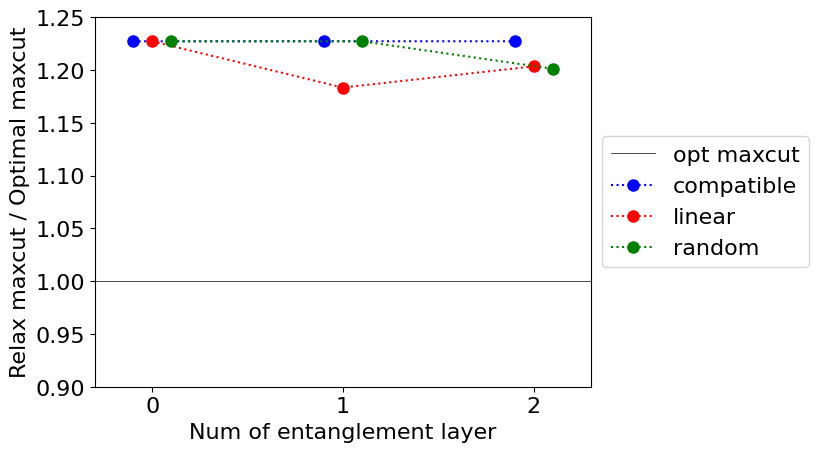 Relax maxcut / Optimal maxcut
1.25
1.20
1.15
1.10
1.05
1.00
0.95
0.90
0
1
2
Num of entanglement layer
opt maxcut
compatible
linear
random